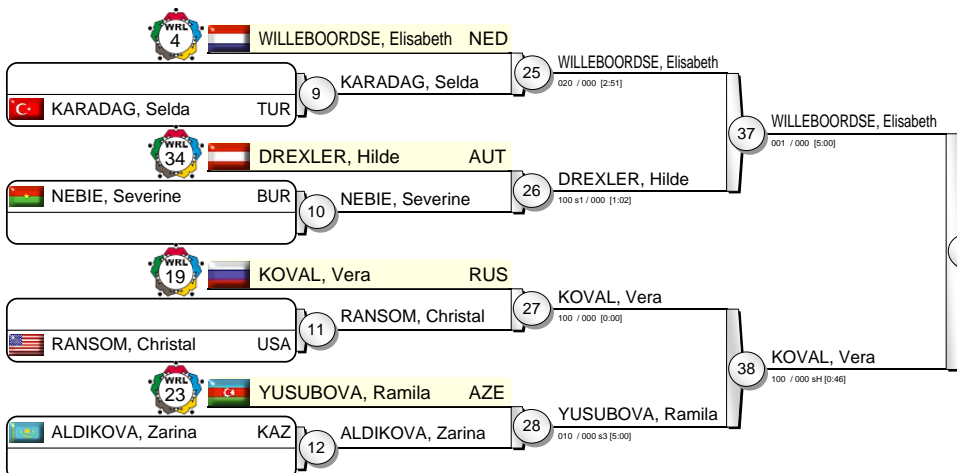 WRL 4 WILLEBOORDSE, Elisabeth NED
KARADAG, Selda TUR
9 KARADAG, Selda
25 WILLEBOORDSE, Elisabeth
020 / 000 [2:51]
WRL 34 DREXLER, Hilde AUT
NEBIE, Severine BUR
10 NEBIE, Severine
26 DREXLER, Hilde
100 s1 / 000 [1:02]
37 WILLEBOORDSE, Elisabeth
001 / 000 [5:00]
WRL 19 KOVAL, Vera RUS
RANSOM, Christal USA
11 RANSOM, Christal
27 KOVAL, Vera
100 / 000 [0:00]
WRL 23 YUSUBOVA, Ramila AZE
ALDIKOVA, Zarina KAZ
12 ALDIKOVA, Zarina
28 YUSUBOVA, Ramila
010 / 000 s3 [5:00]
38 KOVAL, Vera
100 / 000 sH [0:46]